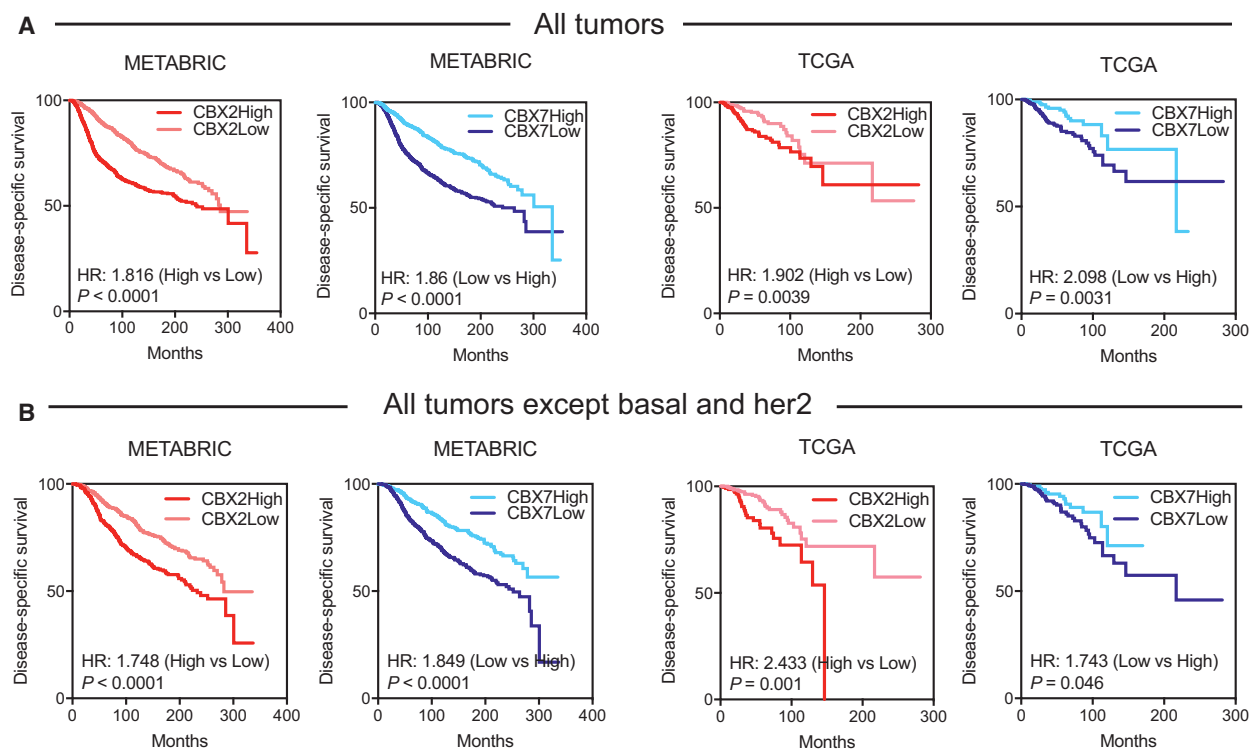 A
All tumors
METABRIC
Disease-specific survival
100
50
0
CBX2High
CBX2Low
HR: 1.816 (High vs Low)
P < 0.0001
0 100 200 300 400
Months
METABRIC
Disease-specific survival
100
50
0
CBX7High
CBX7Low
HR: 1.86 (Low vs High)
P < 0.0001
0 100 200 300 400
Months
TCGA
Disease-specific survival
100
50
0
CBX2High
CBX2Low
HR: 1.902 (High vs Low)
P = 0.0039
0 100 200 300
Months
TCGA
Disease-specific survival
100
50
0
CBX7High
CBX7Low
HR: 2.098 (Low vs High)
P = 0.0031
0 100 200 300
Months
B
All tumors except basal and her2
METABRIC
Disease-specific survival
100
50
0
CBX2High
CBX2Low
HR: 1.748 (High vs Low)
P < 0.0001
0 100 200 300 400
Months
METABRIC
Disease-specific survival
100
50
0
CBX7High
CBX7Low
HR: 1.849 (Low vs High)
P < 0.0001
0 100 200 300 400
Months
TCGA
Disease-specific survival
100
50
0
CBX2High
CBX2Low
HR: 2.433 (High vs Low)
P = 0.001
0 100 200 300
Months
TCGA
Disease-specific survival
100
50
0
CBX7High
CBX7Low
HR: 1.743 (Low vs High)
P = 0.046
0 100 200 300
Months